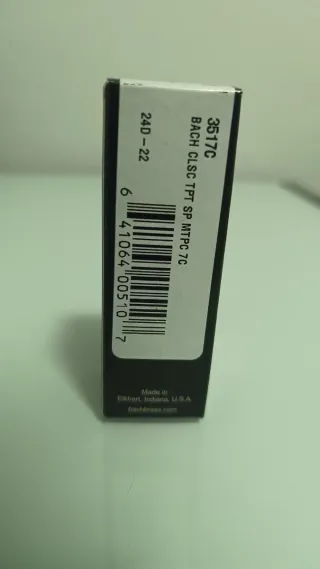 3517C
BACH CLSC TPT SP MTPC 7C
24D-22
6 41064 00510 7
Made in
Elkhart, Indiana, U.S.A
bachbrass.com